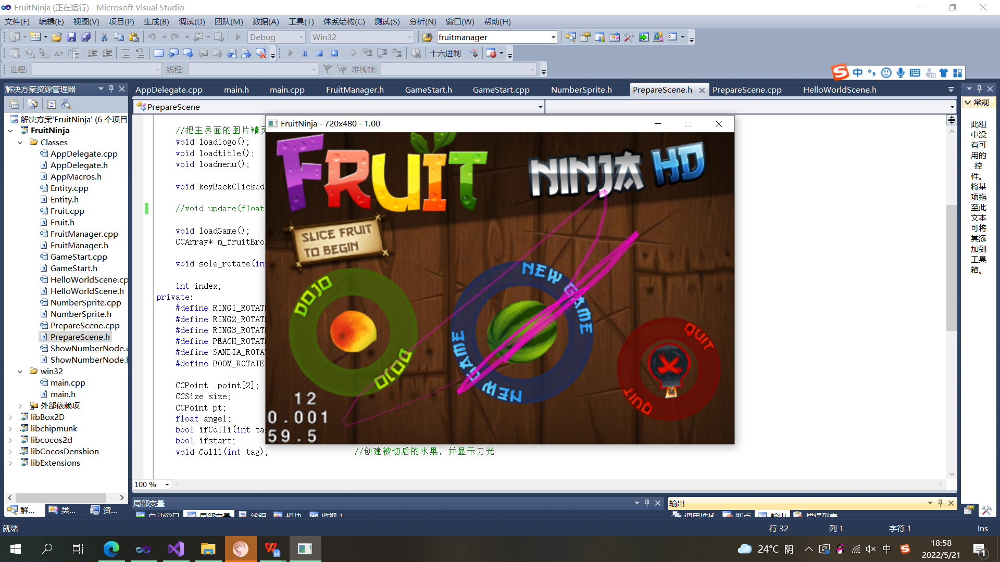 FruitNinja (正在运行) - Microsoft Visual Studio
文件(F) 编辑(E) 视图(V) 项目(P) 生成(B) 调试(D) 团队(M) 数据(A) 工具(T) 体系结构(C) 测试(S) 分析(N) 窗口(W) 帮助(H)
Debug Win32 fruitmanager
十六进制
进程: 线程: 堆栈帧:
中
解决方案资源管理器
AppDelegate.cpp main.h main.cpp FruitManager.h GameStart.h GameStart.cpp NumberSprite.h PrepareScene.h PrepareScene.cpp HelloWorldScene.h
PrepareScene
解决方案'FruitNinja' (6 个项目
FruitNinja
Classes
AppDelegate.cpp
AppDelegate.h
AppMacros.h
Entity.cpp
Entity.h
Fruit.cpp
Fruit.h
FruitManager.cpp
FruitManager.h
GameStart.cpp
GameStart.h
HelloWorldScene.cp
HelloWorldScene.h
NumberSprite.cpp
NumberSprite.h
PrepareScene.cpp
PrepareScene.h
ShowNumberNode.c
ShowNumberNode.h
win32
main.cpp
main.h
外部依赖项
libBox2D
libchipmunk
libcocos2d
libCocosDenshion
libExtensions
解... 类... 资...
//把主界面的图片精灵
void loadlogo();
void loadtitle();
void loadmenu();
void keyBackClicked
//void update(float
void loadGame();
CCArray* m_fruitBro
void scle_rotate(in
int index;
private:
#define RING1_ROTATE
#define RING2_ROTATE
#define RING3_ROTATE
#define PEACH_ROTATE
#define SANDIA_ROTA
#define BOOM_ROTATE
CCPoint _point[2];
CCSize size;
CCPoint pt;
float angel;
bool ifColli(int tag
bool ifstart;
void Colli(int tag); //创建被切后的水果，并显示刀光
FruitNinja - 720x480 - 1.00
FRUIT NINJA HD
SLICE FRUIT
TO BEGIN
DOJO
DOJO
NEW GAME
NEW GAME
QUIT
QUIT
12
0.001
59.5
常规
此组
中没
有可
用的
控
件。
将某
项拖
至此
文本
可将
其添
加到
工具
箱。
100 %
局部变量
自动窗口 局部变量 线程 模块 监视 1
输出
调用堆栈 断点 输出 错误列表
就绪 行 32 列 1 字符 1 Ins
24°C 阴 中
18:58
2022/5/21
1